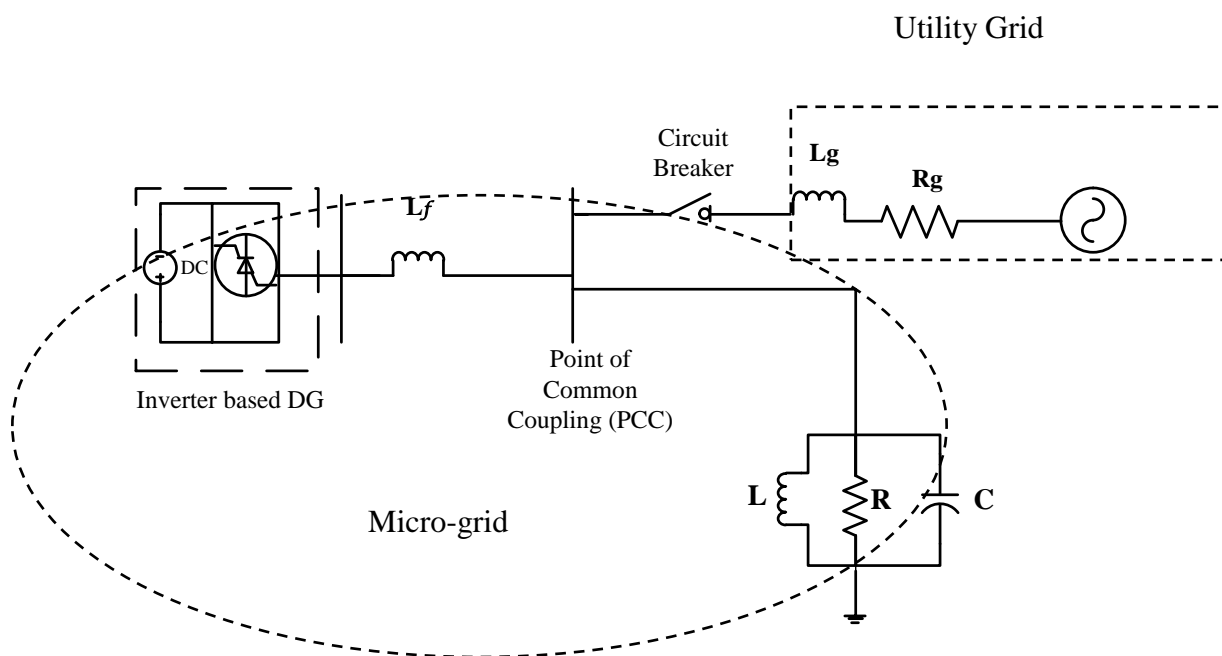 Utility Grid
Circuit
Breaker
Lg
Rg
Lf
DC
Inverter based DG
Point of
Common
Coupling (PCC)
L
R
C
Micro-grid